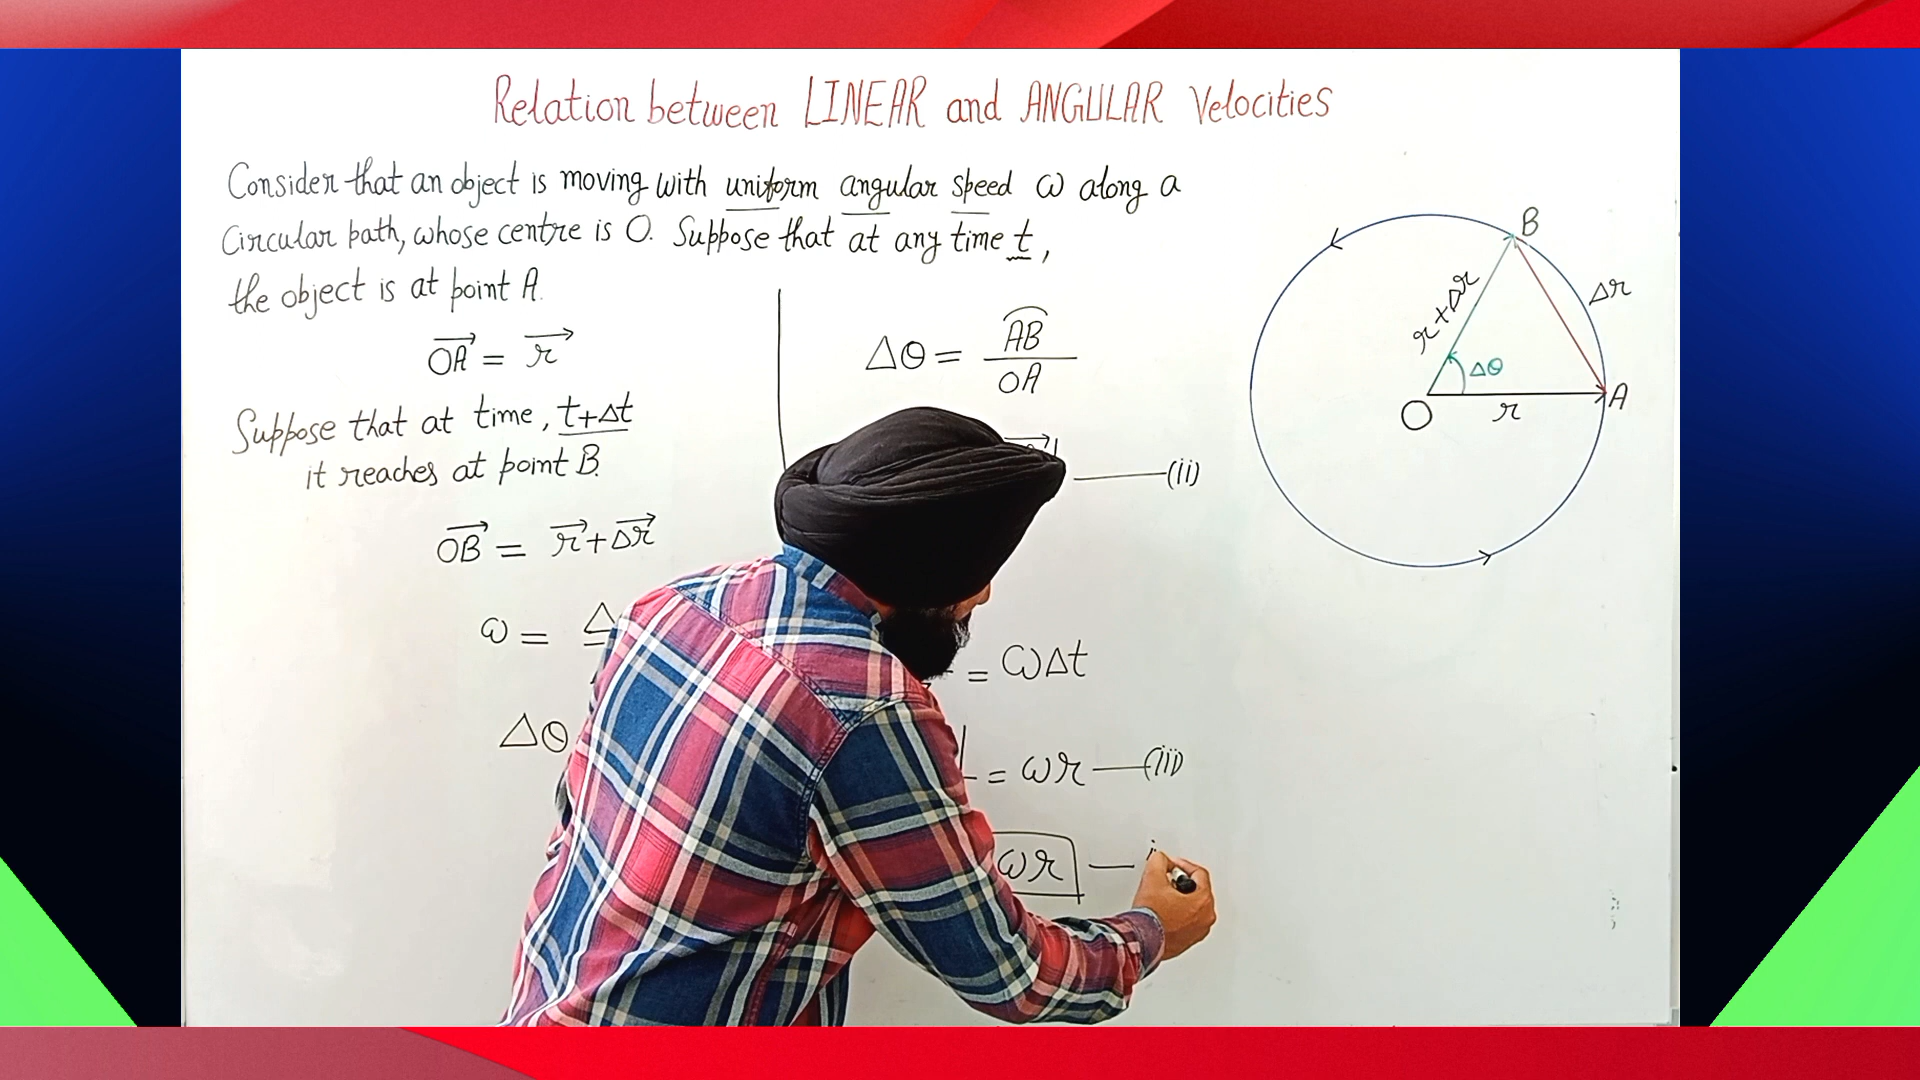 Relation between LINEAR and ANGULAR Velocities
Consider that an object is moving with uniform angular speed ω along a
Circular path, whose centre is O. Suppose that at any time t,
the object is at point A.
OA⃗ = r⃗
Suppose that at time, t+Δt
it reaches at point B.
OB⃗ = r⃗+Δr⃗
ω = Δ
Δθ
Δθ = AB
OA
(ii)
= ωΔt
= ωr —(iii)
ωr — i
B
r+Δr
Δr
Δθ
O
r
A